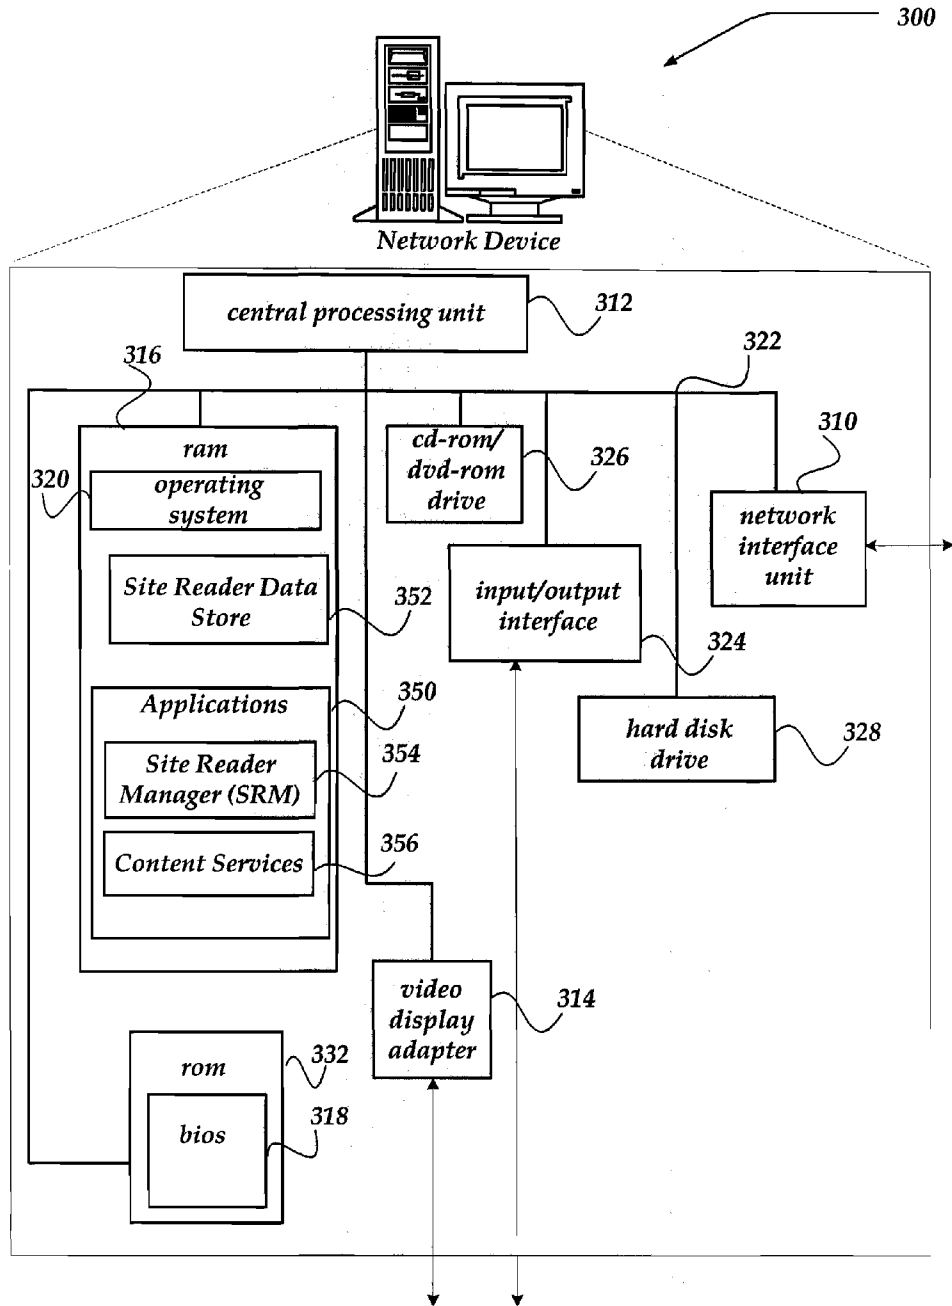 300
Network Device
central processing unit
312
316
322
ram
cd-rom/
dvd-rom
drive
326
310
320
operating
system
network
interface
unit
Site Reader Data
Store
352
input/output
interface
324
Applications
350
hard disk
drive
328
Site Reader
Manager (SRM)
354
Content Services
356
video
display
adapter
314
rom
332
bios
318